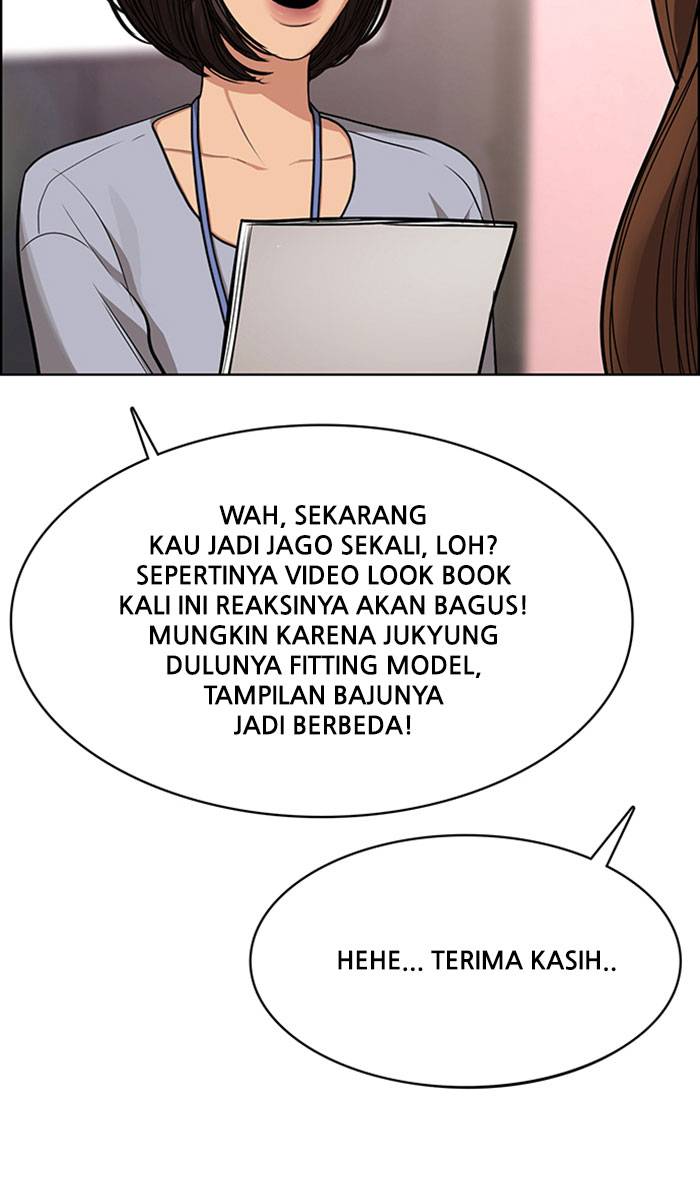 WAH, SEKARANG
KAU JADI JAGO SEKALI, LOH?
SEPERTINYA VIDEO LOOK BOOK
KALI INI REAKSINYA AKAN BAGUS!
MUNGKIN KARENA JUKYUNG
DULUNYA FITTING MODEL,
TAMPILAN BAJUNYA
JADI BERBEDA!
HEHE... TERIMA KASIH..